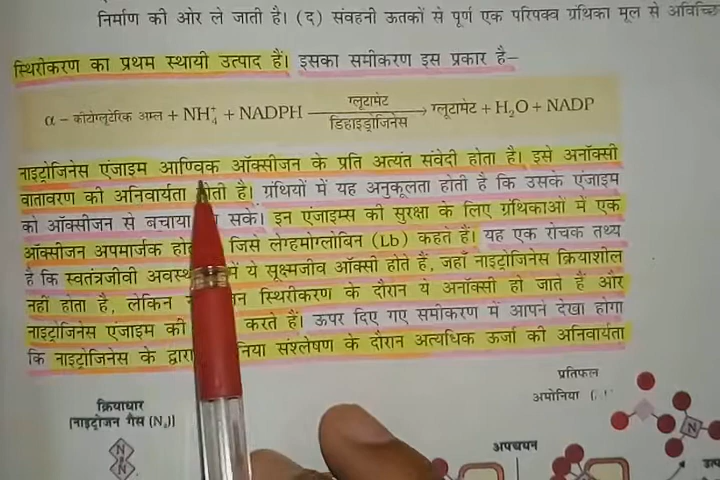 निर्माण की ओर ले जाती है। (द) संवहनी ऊतकों से पूर्ण एक परिपक्व ग्रंथिका मूल से
स्थिरीकरण का प्रथम स्थायी उत्पाद हैं। इसका समीकरण इस प्रकार है–
α – कीटोग्लूटेरिक अम्ल + NH₄⁺ + NADPH ग्लूटामेट डिहाइड्रोजिनेस → ग्लूटामेट + H₂O + NADP
नाइट्रोजिनेस एंजाइम आण्विक ऑक्सीजन के प्रति अत्यंत संवेदी होता है। इसे अनॉक्सी
वातावरण की अनिवार्यता होती है। ग्रंथियों में यह अनुकूलता होती है कि उसके एंजाइम
को ऑक्सीजन से बचाया सके। इन एंजाइम्स की सुरक्षा के लिए ग्रंथिकाओं में एक
ऑक्सीजन अपमार्जक जिसे लेग्हेमोग्लोबिन (Lb) कहते हैं। यह एक रोचक तथ्य
है कि स्वतंत्रजीवी में ये सूक्ष्मजीव ऑक्सी होते हैं, जहाँ नाइट्रोजिनेस क्रियाशील
नहीं होता है, लेकिन स्थिरीकरण के दौरान ये अनॉक्सी हो जाते हैं और
नाइट्रोजिनेस एंजाइम की करते हैं। ऊपर दिए गए समीकरण में आपने देखा होगा
कि नाइट्रोजिनेस के द्वारा संश्लेषण के दौरान अत्यधिक ऊर्जा की अनिवार्यता
प्रतिफल
अमोनिया
क्रियाधार
[नाइट्रोजन गैस (N₂)]
अपचयन
N
N
N